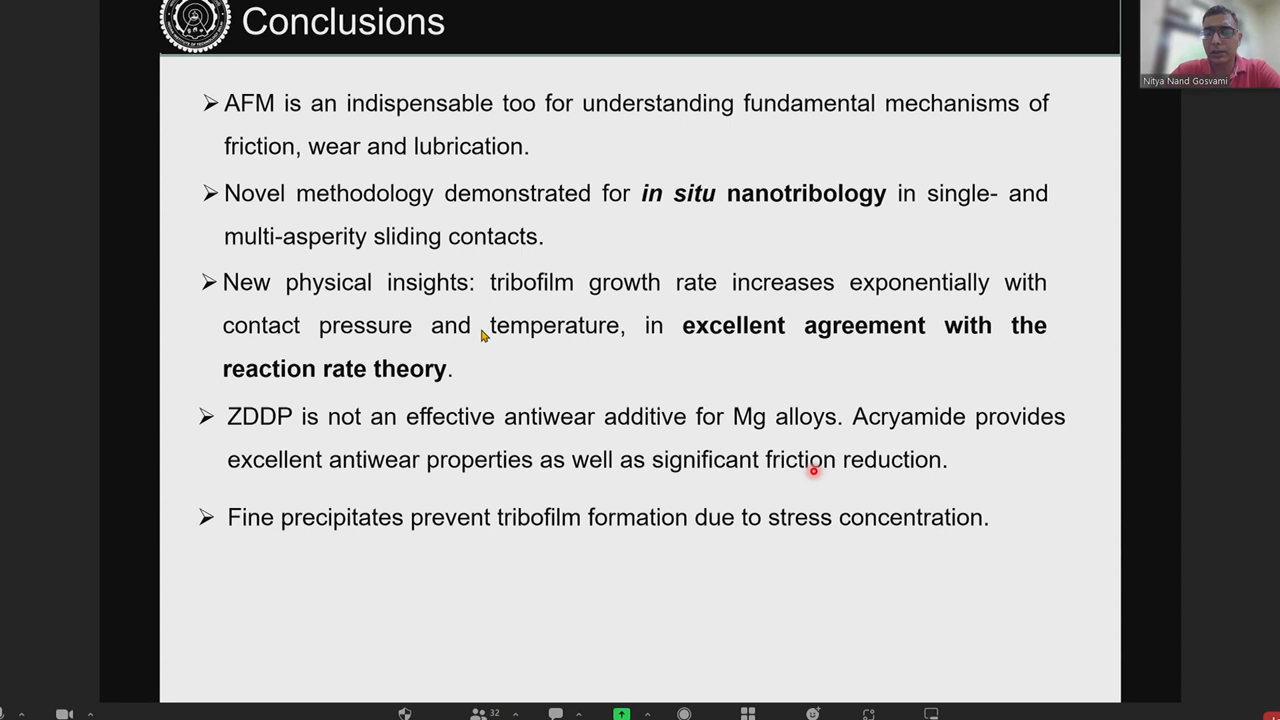 Conclusions
Nitya Nand Gosvami
➢ AFM is an indispensable too for understanding fundamental mechanisms of
friction, wear and lubrication.
➢ Novel methodology demonstrated for in situ nanotribology in single- and
multi-asperity sliding contacts.
➢ New physical insights: tribofilm growth rate increases exponentially with
contact pressure and temperature, in excellent agreement with the
reaction rate theory.
➢ ZDDP is not an effective antiwear additive for Mg alloys. Acryamide provides
excellent antiwear properties as well as significant friction reduction.
➢ Fine precipitates prevent tribofilm formation due to stress concentration.
32